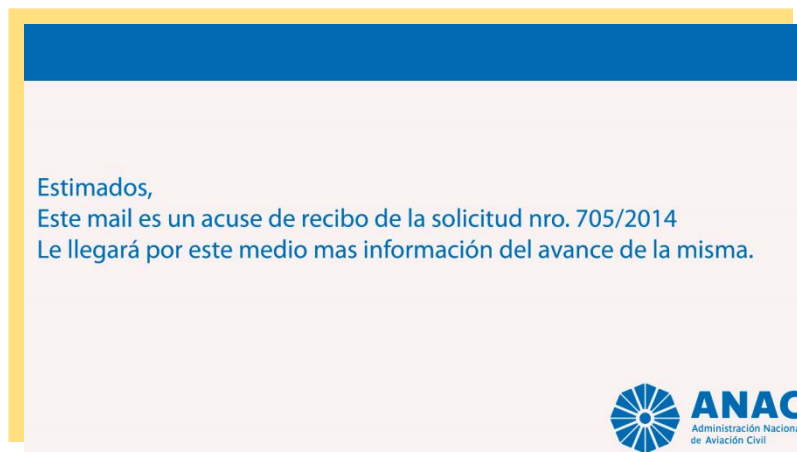 Estimados,
Este mail es un acuse de recibo de la solicitud nro. 705/2014
Le llegará por este medio mas información del avance de la misma.
ANAC
Administración Naciona
de Aviación Civil